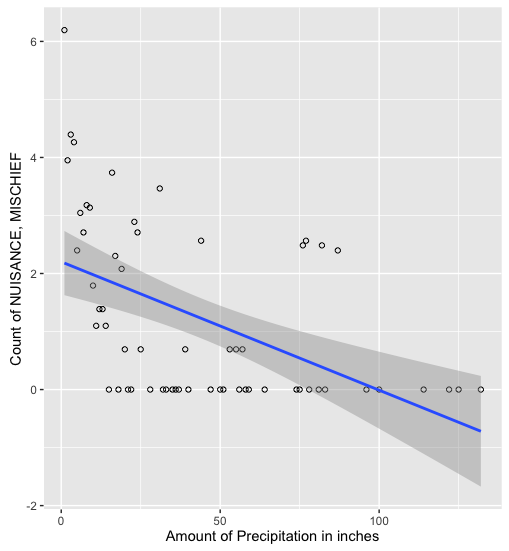 Count of NUISANCE, MISCHIEF
6
4
2
0
-2
0 50 100
Amount of Precipitation in inches